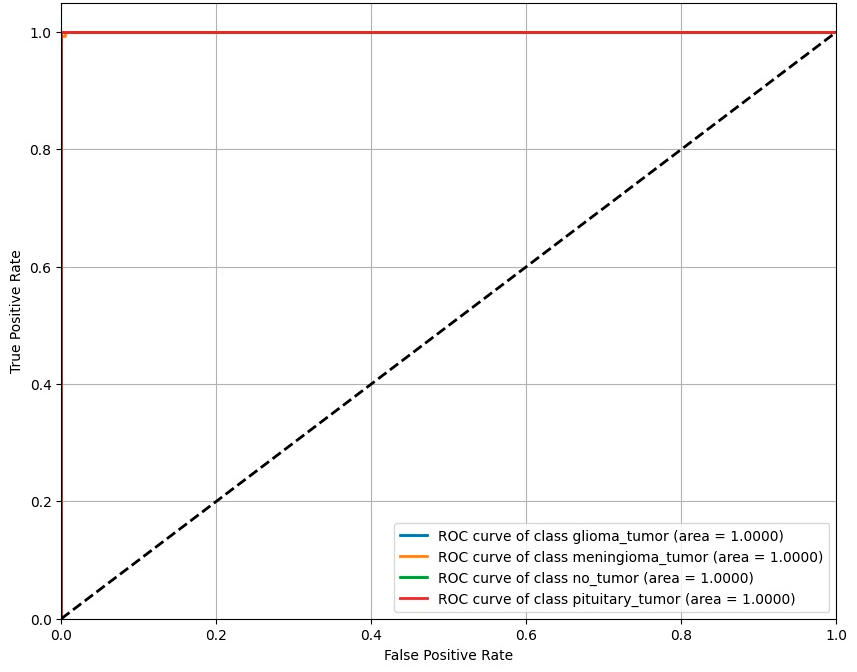 1.0
0.8
0.6
0.4
0.2
0.0
True Positive Rate
ROC curve of class glioma_tumor (area = 1.0000)
ROC curve of class meningioma_tumor (area = 1.0000)
ROC curve of class no_tumor (area = 1.0000)
ROC curve of class pituitary_tumor (area = 1.0000)
0.0 0.2 0.4 0.6 0.8 1.0
False Positive Rate